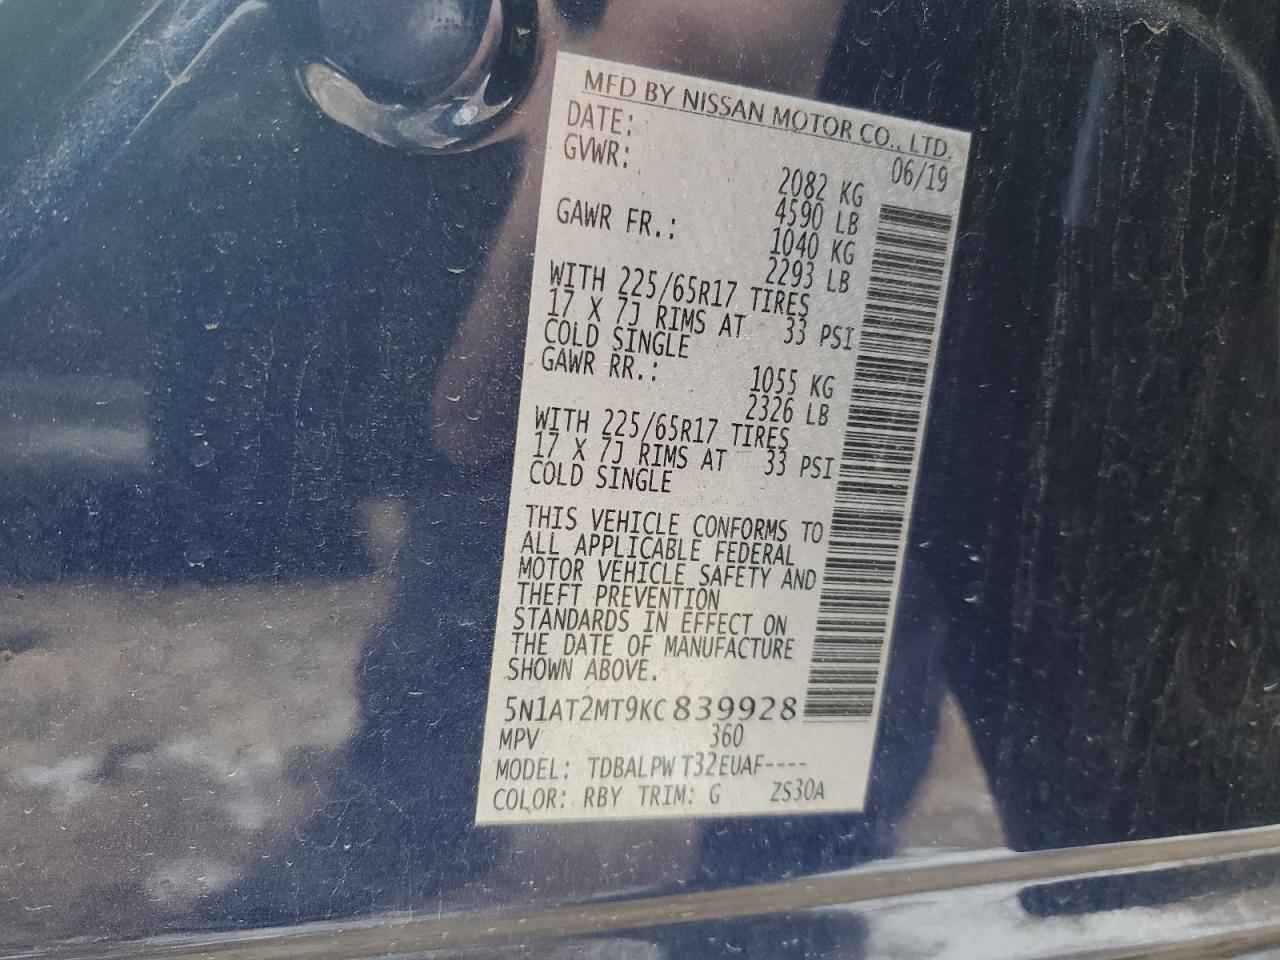 MFD BY NISSAN MOTOR CO., LTD.
DATE: 06/19
GVWR: 2082 KG
4590 LB
GAWR FR.: 1040 KG
2293 LB
WITH 225/65R17 TIRES
17 X 7J RIMS AT 33 PSI
COLD SINGLE
GAWR RR.: 1055 KG
2326 LB
WITH 225/65R17 TIRES
17 X 7J RIMS AT 33 PSI
COLD SINGLE
THIS VEHICLE CONFORMS TO
ALL APPLICABLE FEDERAL
MOTOR VEHICLE SAFETY AND
THEFT PREVENTION
STANDARDS IN EFFECT ON
THE DATE OF MANUFACTURE
SHOWN ABOVE.
5N1AT2MT9KC839928
MPV 360
MODEL: TDBALPW T32EUAF----
COLOR: RBY TRIM: G ZS30A